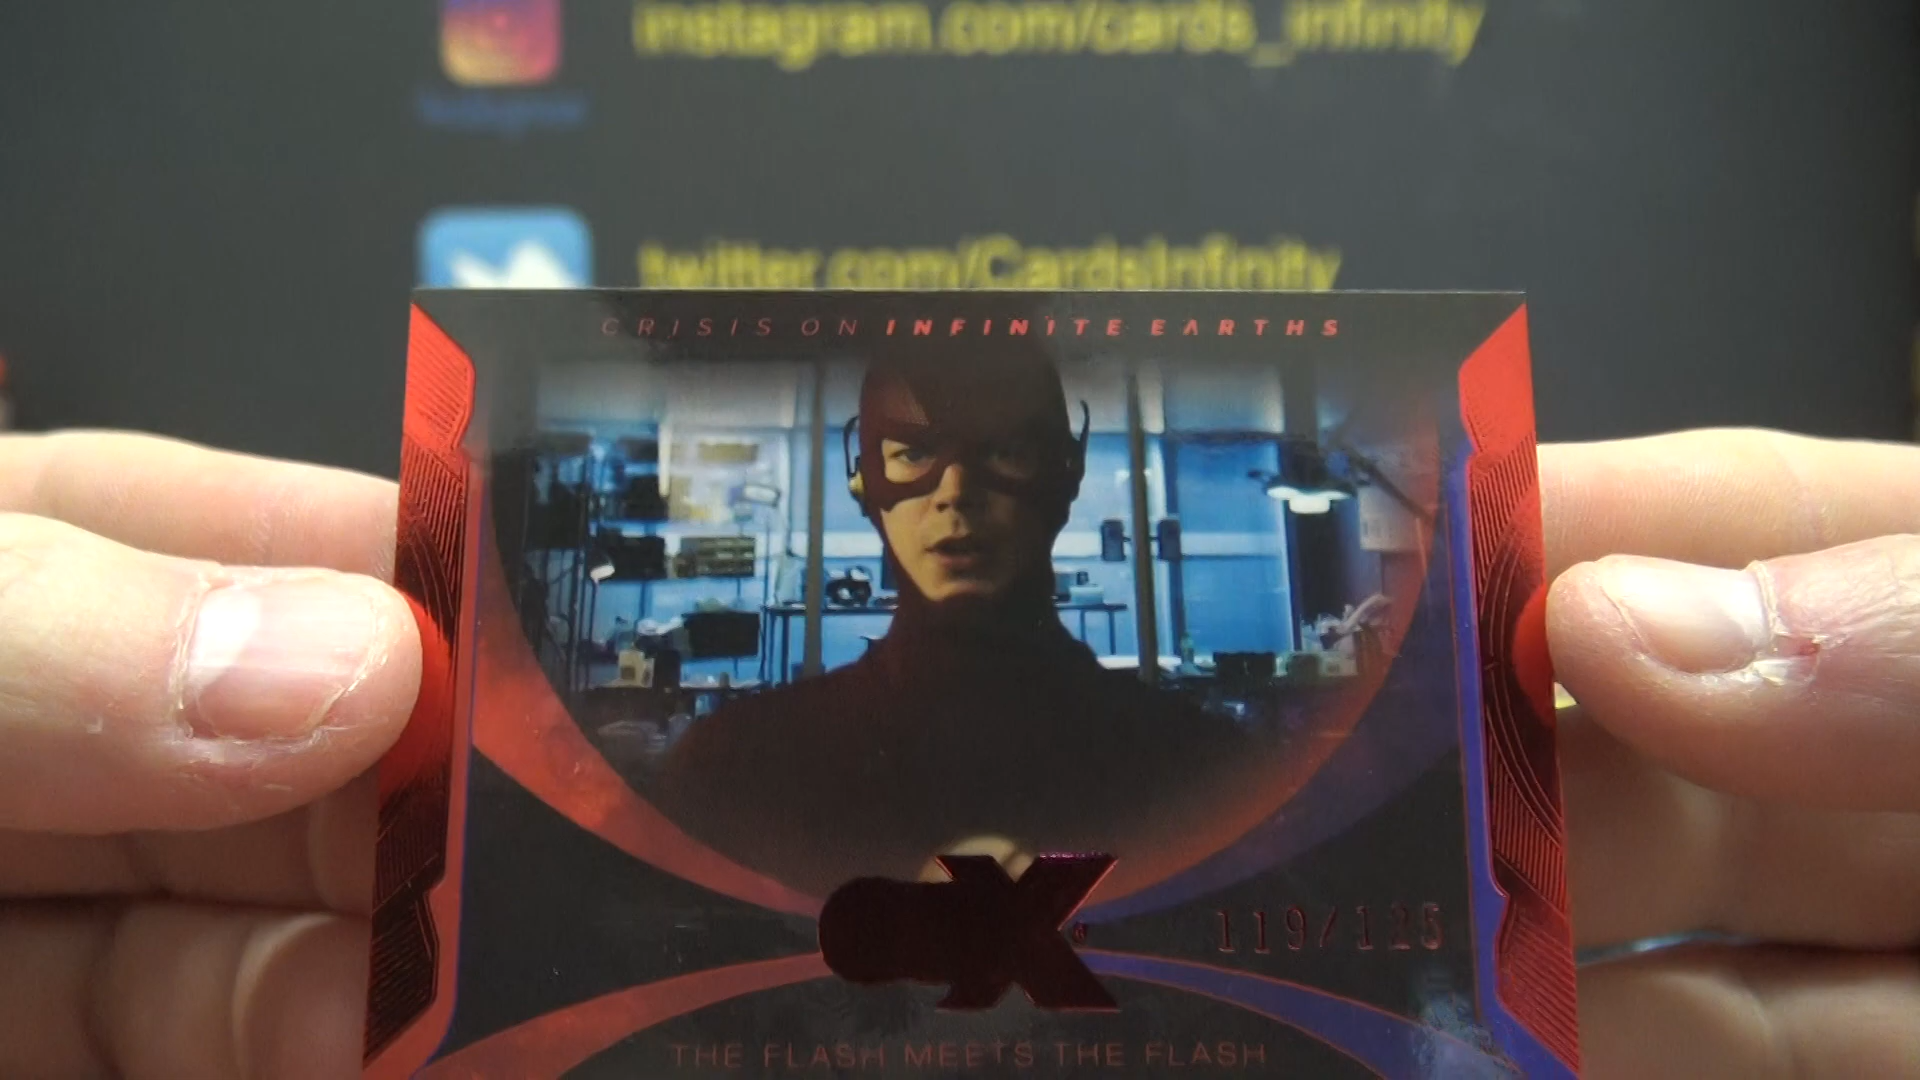 instagram.com/cards_infinity
twitter.com/CardsInfinity
CRISIS ON INFINITE EARTHS
119/125
THE FLASH MEETS THE FLASH